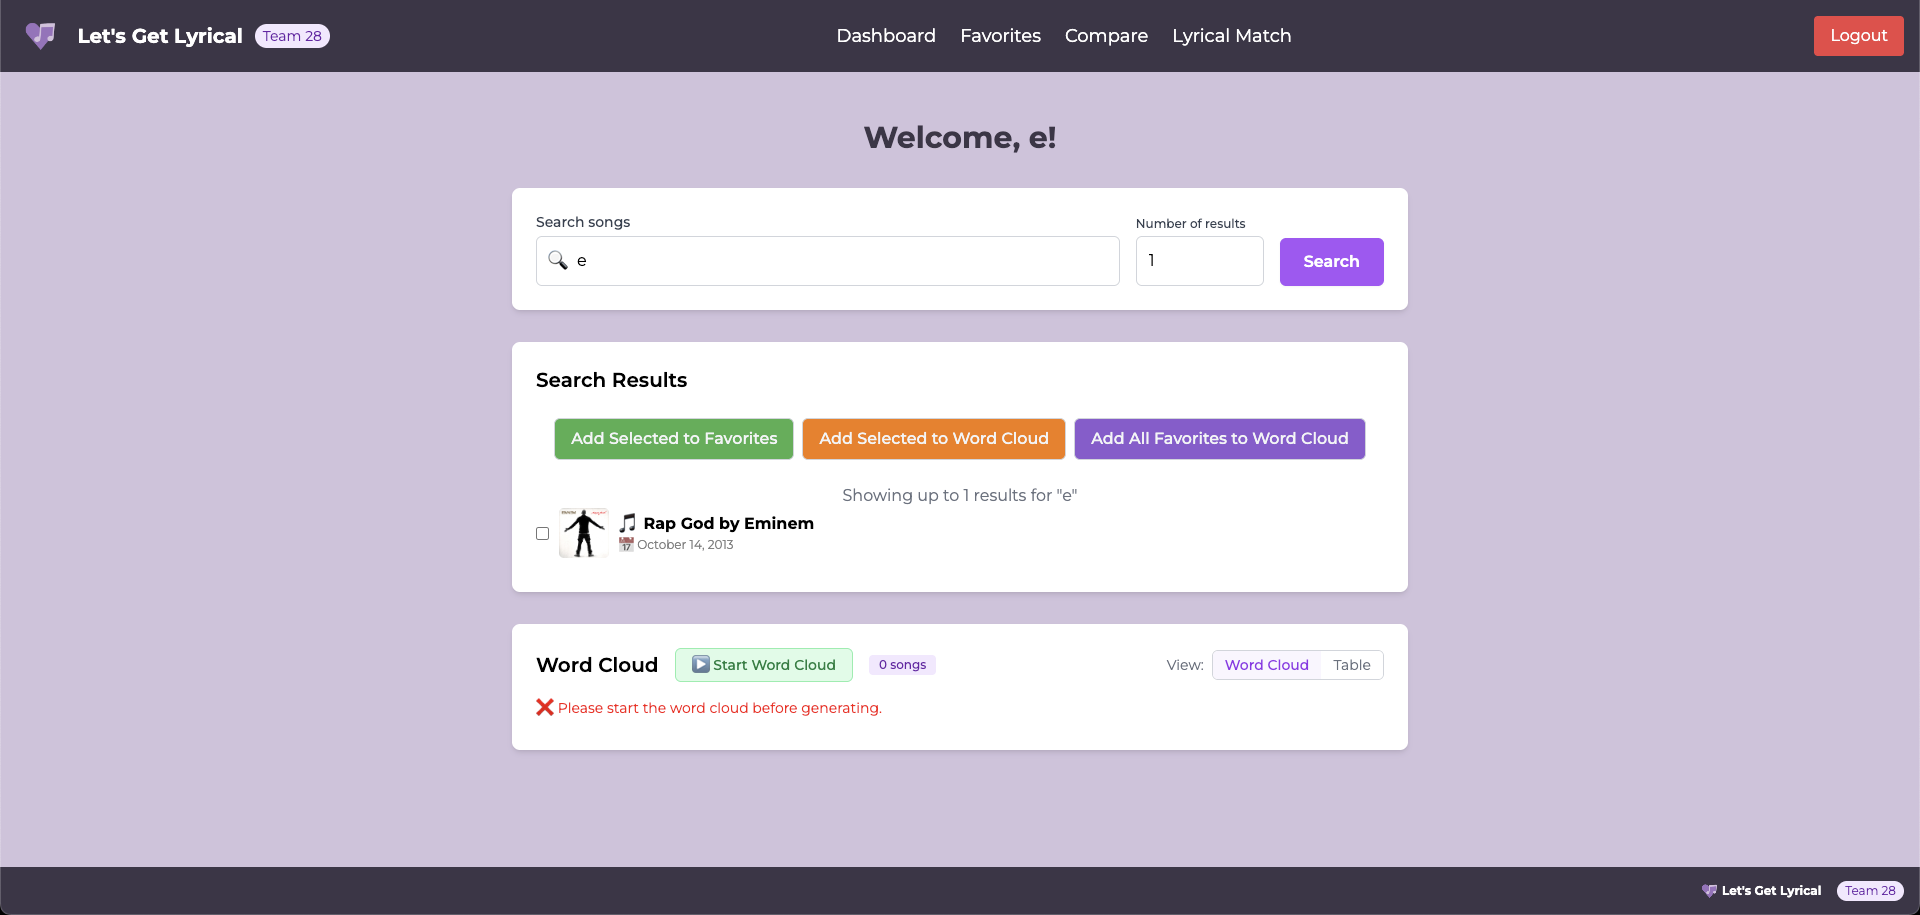 Let's Get Lyrical Team 28 Dashboard Favorites Compare Lyrical Match Logout
Welcome, e!
Search songs Number of results
e 1 Search
Search Results
Add Selected to Favorites Add Selected to Word Cloud Add All Favorites to Word Cloud
Showing up to 1 results for "e"
Rap God by Eminem
October 14, 2013
Word Cloud Start Word Cloud 0 songs View: Word Cloud Table
Please start the word cloud before generating.
Let's Get Lyrical Team 28